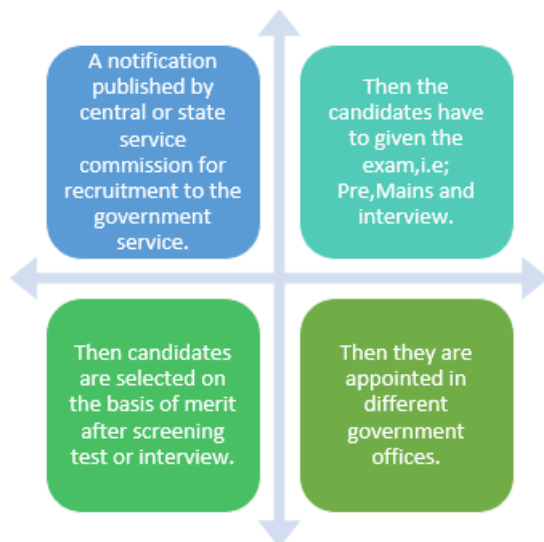 A notification
published by
central or state
service
commission for
recruitment to the
government
service.
Then the
candidates have
to given the
exam,i.e;
Pre,Mains and
interview.
Then candidates
are selected on
the basis of merit
after screening
test or interview.
Then they are
appointed in
different
government
offices.